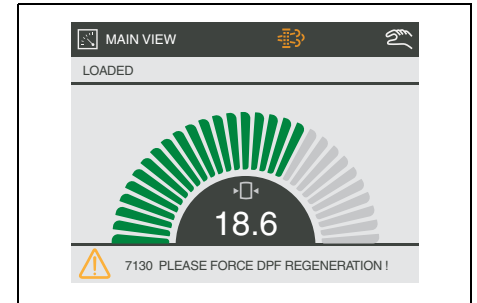 MAIN VIEW
LOADED
18.6
7130 PLEASE FORCE DPF REGENERATION !